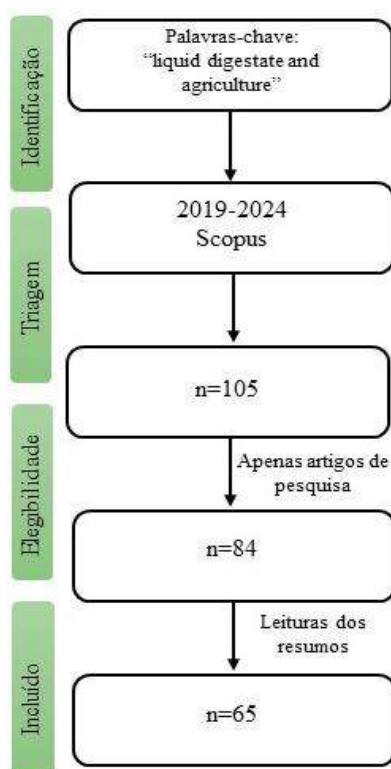 Identificação
Palavras-chave:
“liquid digestate and
agriculture”
2019-2024
Scopus
Triagem
n=105
Apenas artigos de
pesquisa
Elegibilidade
n=84
Leituras dos
resumos
Incluído
n=65